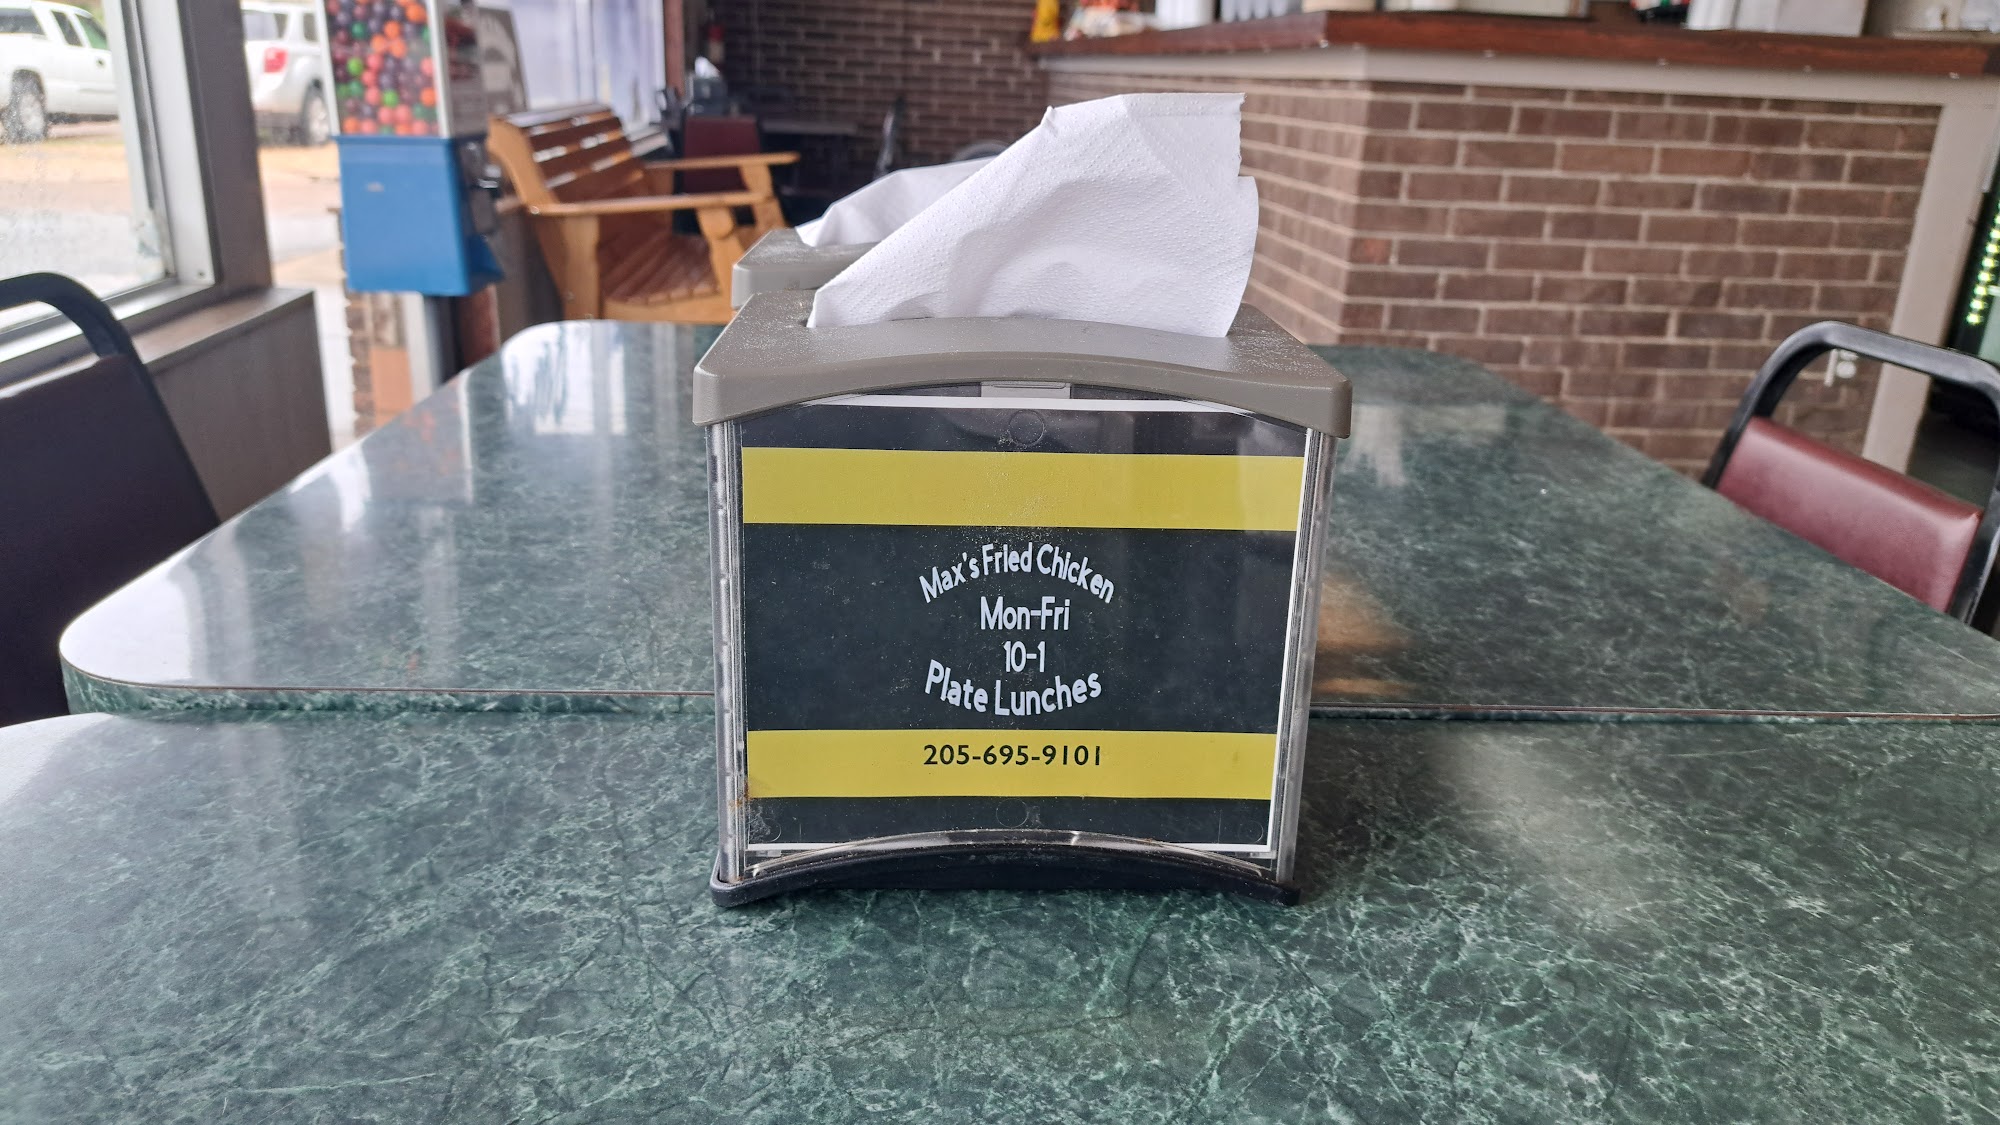 Max's Fried Chicken
Mon-Fri
10-1
Plate Lunches
205-695-9101